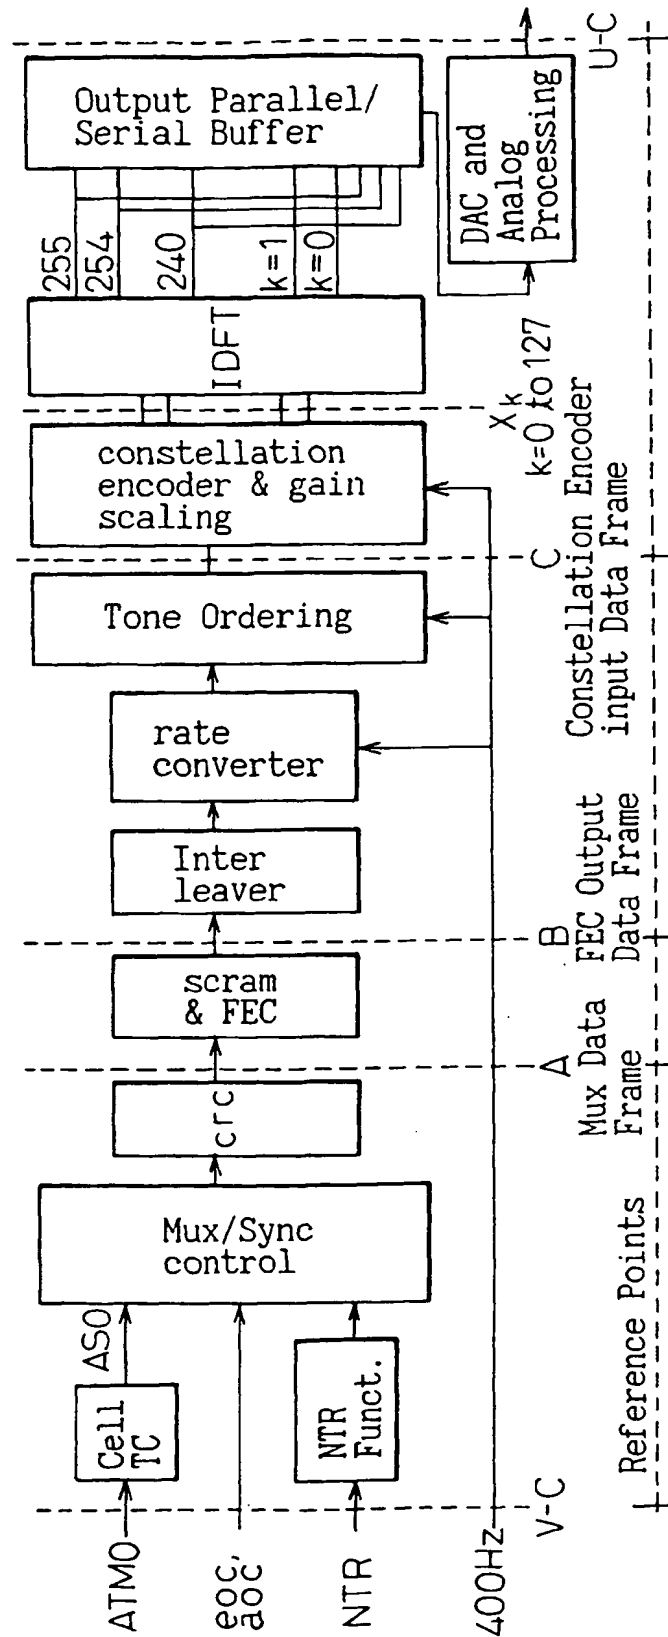 ATM0
eoc,
aoc
NTR
400Hz
V-C
Cell
TC
AS0
NTR
Funct.
Mux/Sync
control
crc
A
scram
& FEC
B
Inter
leaver
rate
converter
Tone Ordering
C
constellation
encoder & gain
scaling
Xk
k=0 to 127
IDFT
255
254
240
k=1
k=0
Output Parallel/
Serial Buffer
DAC and
Analog
Processing
U-C
Reference Points
Mux Data
Frame
FEC Output
Data Frame
Constellation Encoder
input Data Frame